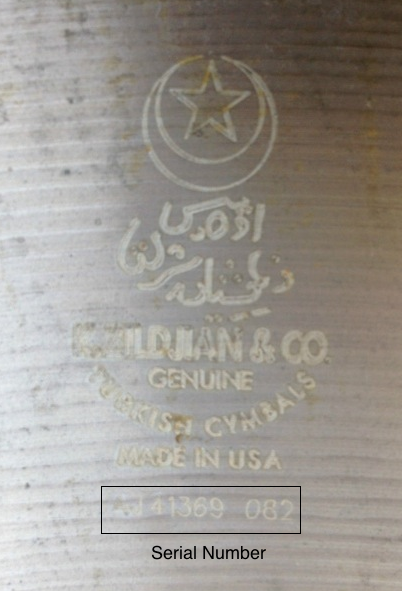 K. ZILDJIAN & CO.
GENUINE
TURKISH CYMBALS
MADE IN USA
41369 082
Serial Number